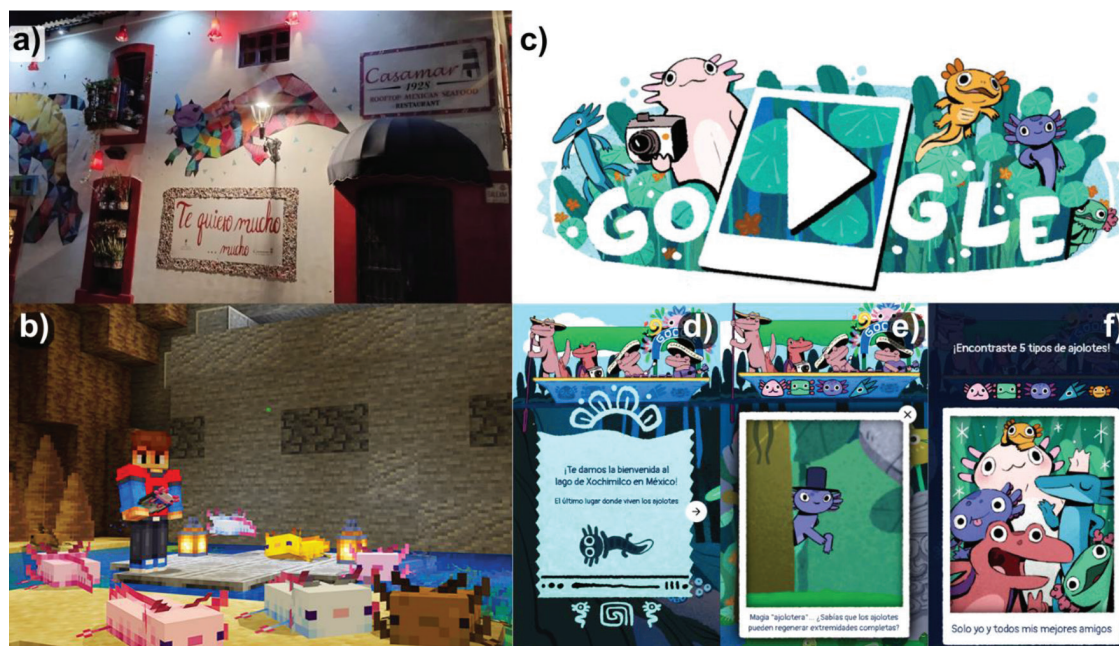 a)
Casamar
1928
ROOFTOP MEXICAN SEAFOOD
RESTAURANT
Te quiero mucho
... mucho
b)
c)
GOOGLE
d)
¡Te damos la bienvenida al
lago de Xochimilco en México!
El último lugar donde viven los ajolotes
e)
Magia "ajolotera"... ¿Sabías que los ajolotes
pueden regenerar extremidades completas?
f)
¡Encontraste 5 tipos de ajolotes!
Solo yo y todos mis mejores amigos